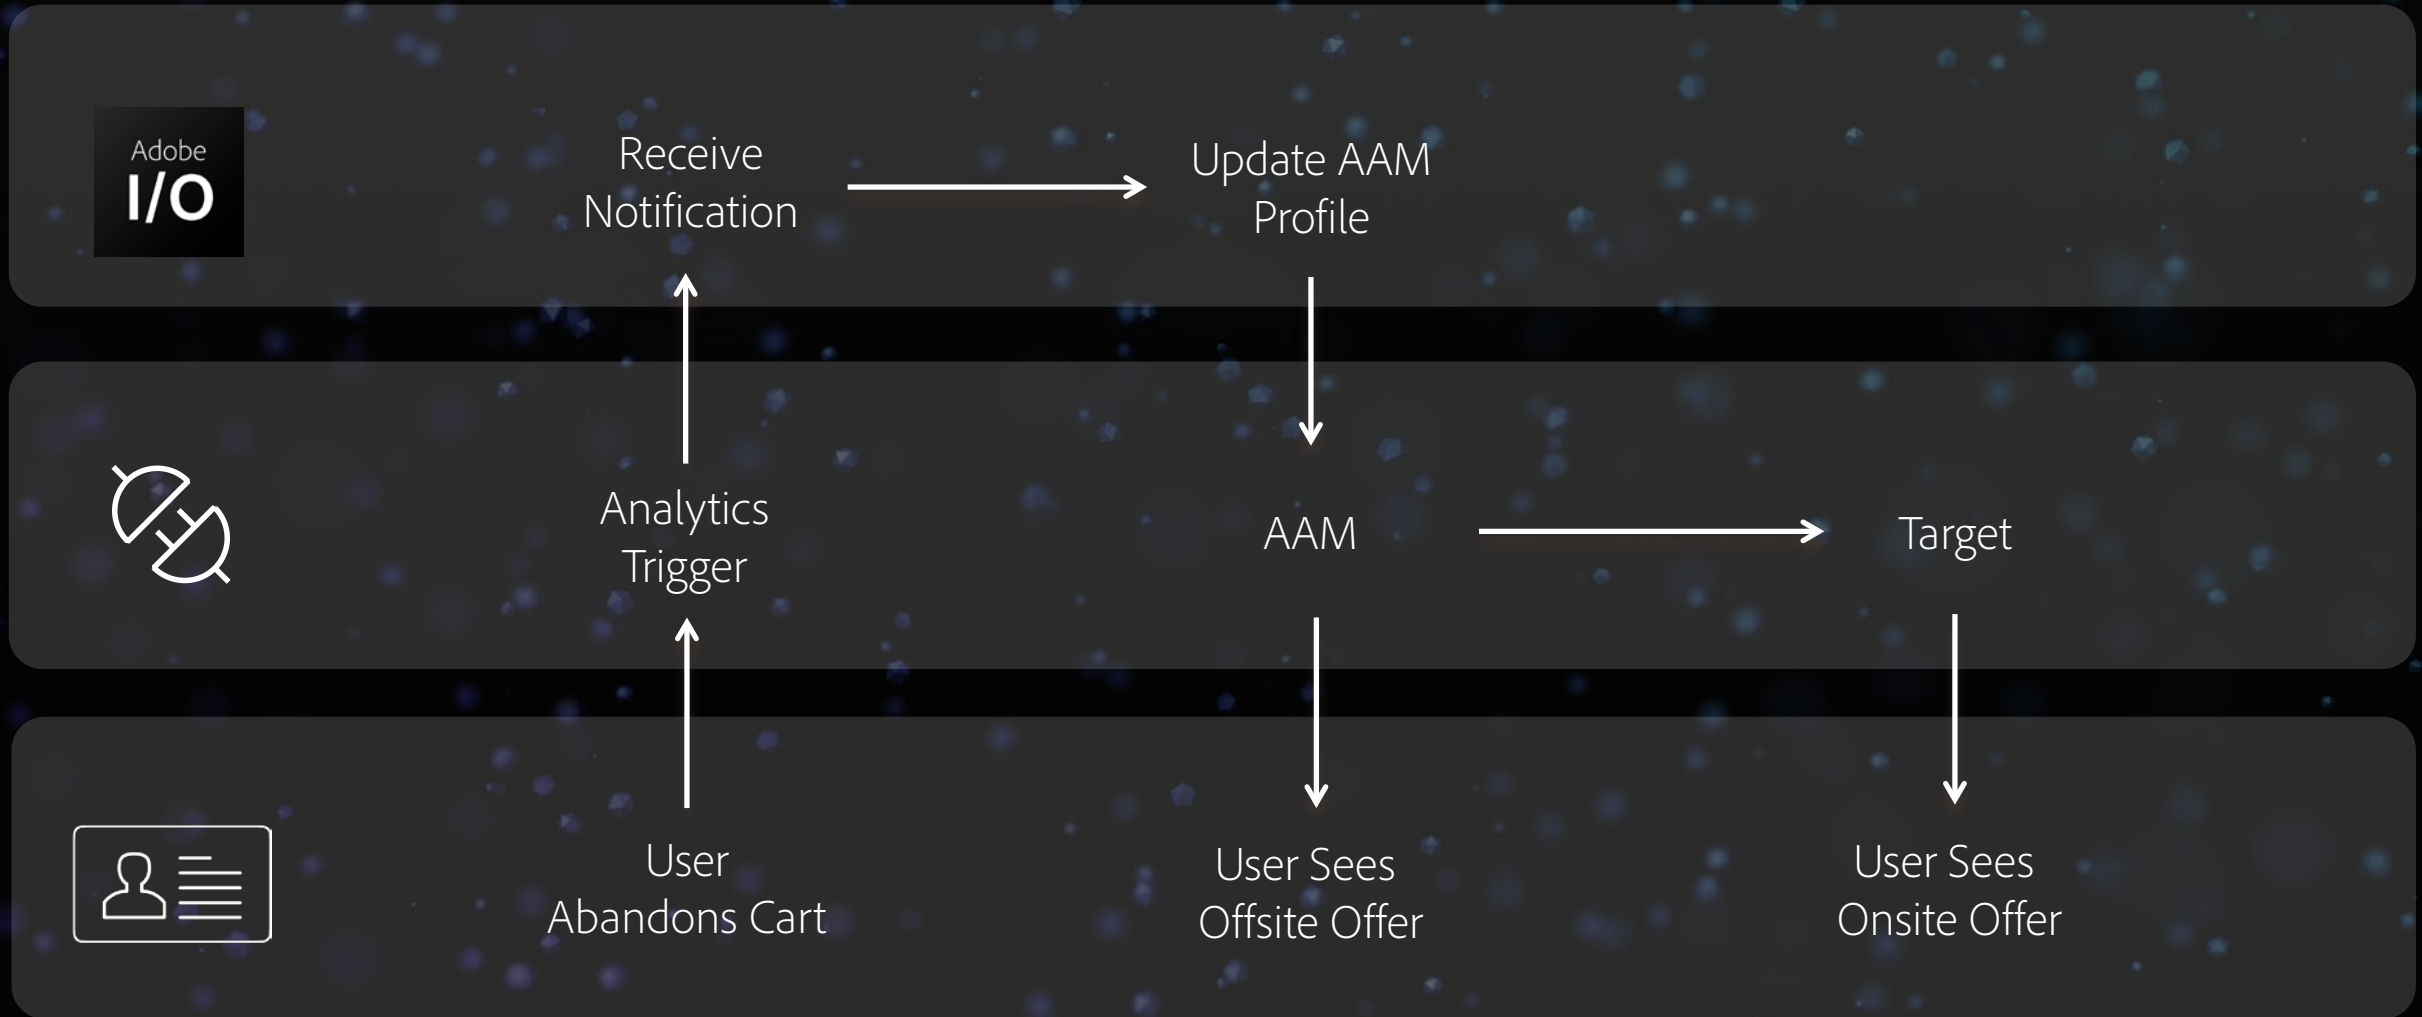 Adobe
I/O
Receive
Notification
Update AAM
Profile
Analytics
Trigger
AAM
Target
User
Abandons Cart
User Sees
Offsite Offer
User Sees
Onsite Offer